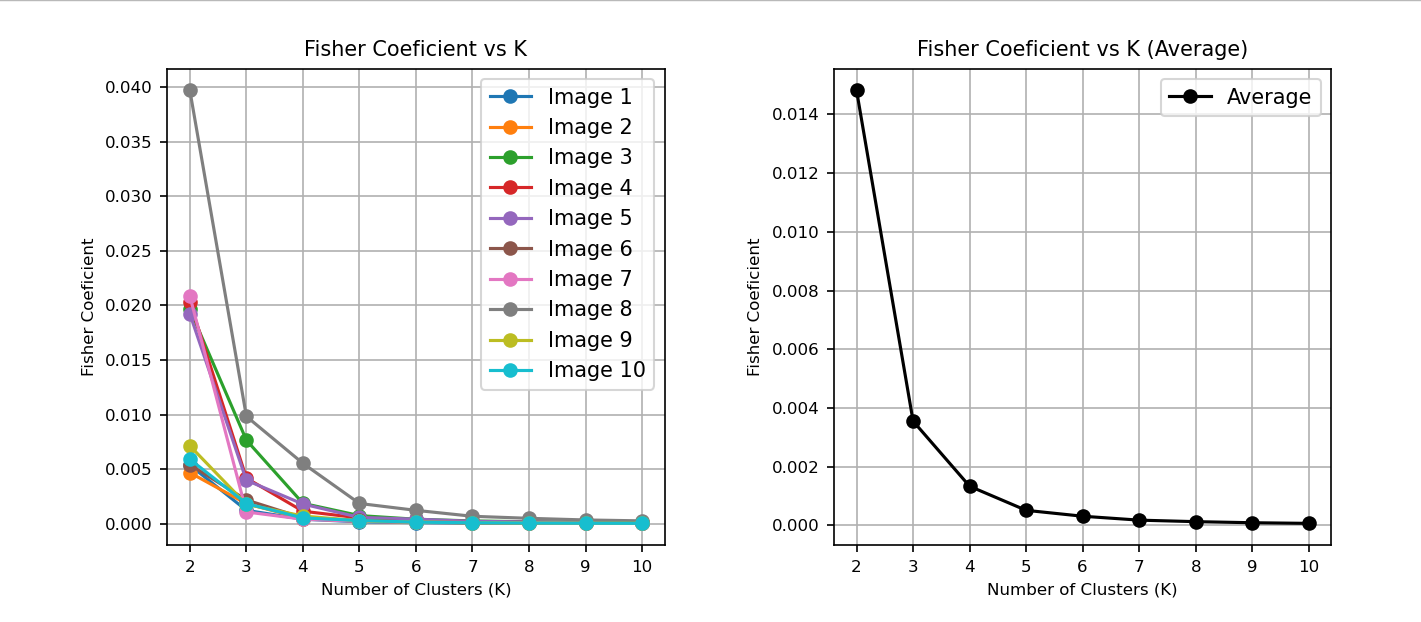 Fisher Coeficient vs K
0.040
0.035
0.030
0.025
0.020
0.015
0.010
0.005
0.000
Fisher Coeficient
2 3 4 5 6 7 8 9 10
Number of Clusters (K)
Image 1
Image 2
Image 3
Image 4
Image 5
Image 6
Image 7
Image 8
Image 9
Image 10
Fisher Coeficient vs K (Average)
0.014
0.012
0.010
0.008
0.006
0.004
0.002
0.000
Fisher Coeficient
2 3 4 5 6 7 8 9 10
Number of Clusters (K)
Average